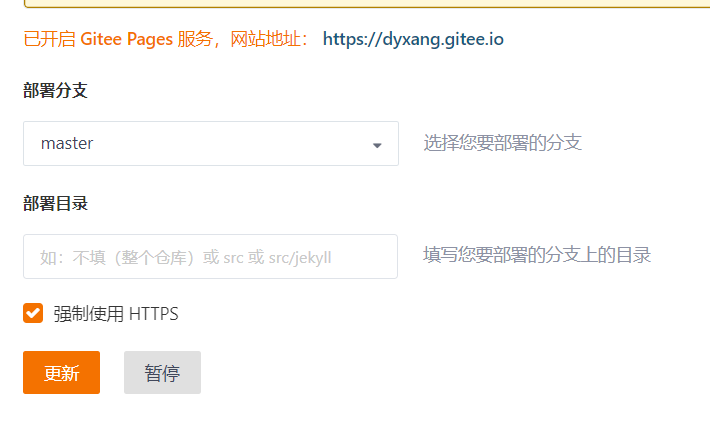 已开启 Gitee Pages 服务，网站地址： https://dyxang.gitee.io
部署分支
master 选择您要部署的分支
部署目录
如：不填（整个仓库）或 src 或 src/jekyll 填写您要部署的分支上的目录
强制使用 HTTPS
更新 暂停